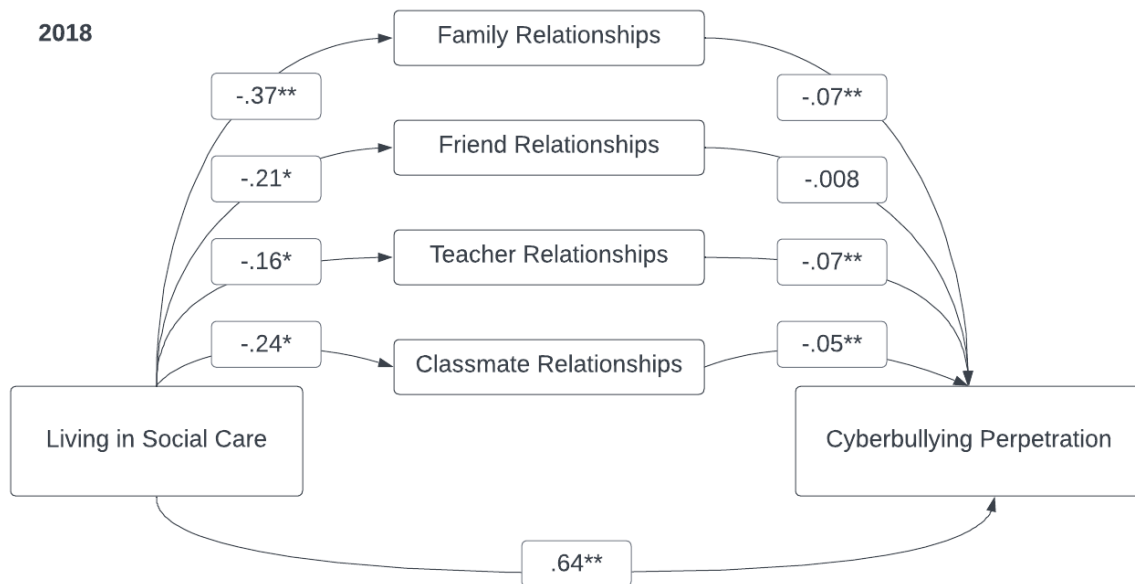 2018
Family Relationships
-.37**
-.07**
Friend Relationships
-.21*
-.008
Teacher Relationships
-.16*
-.07**
Classmate Relationships
-.24*
-.05**
Living in Social Care
Cyberbullying Perpetration
.64**